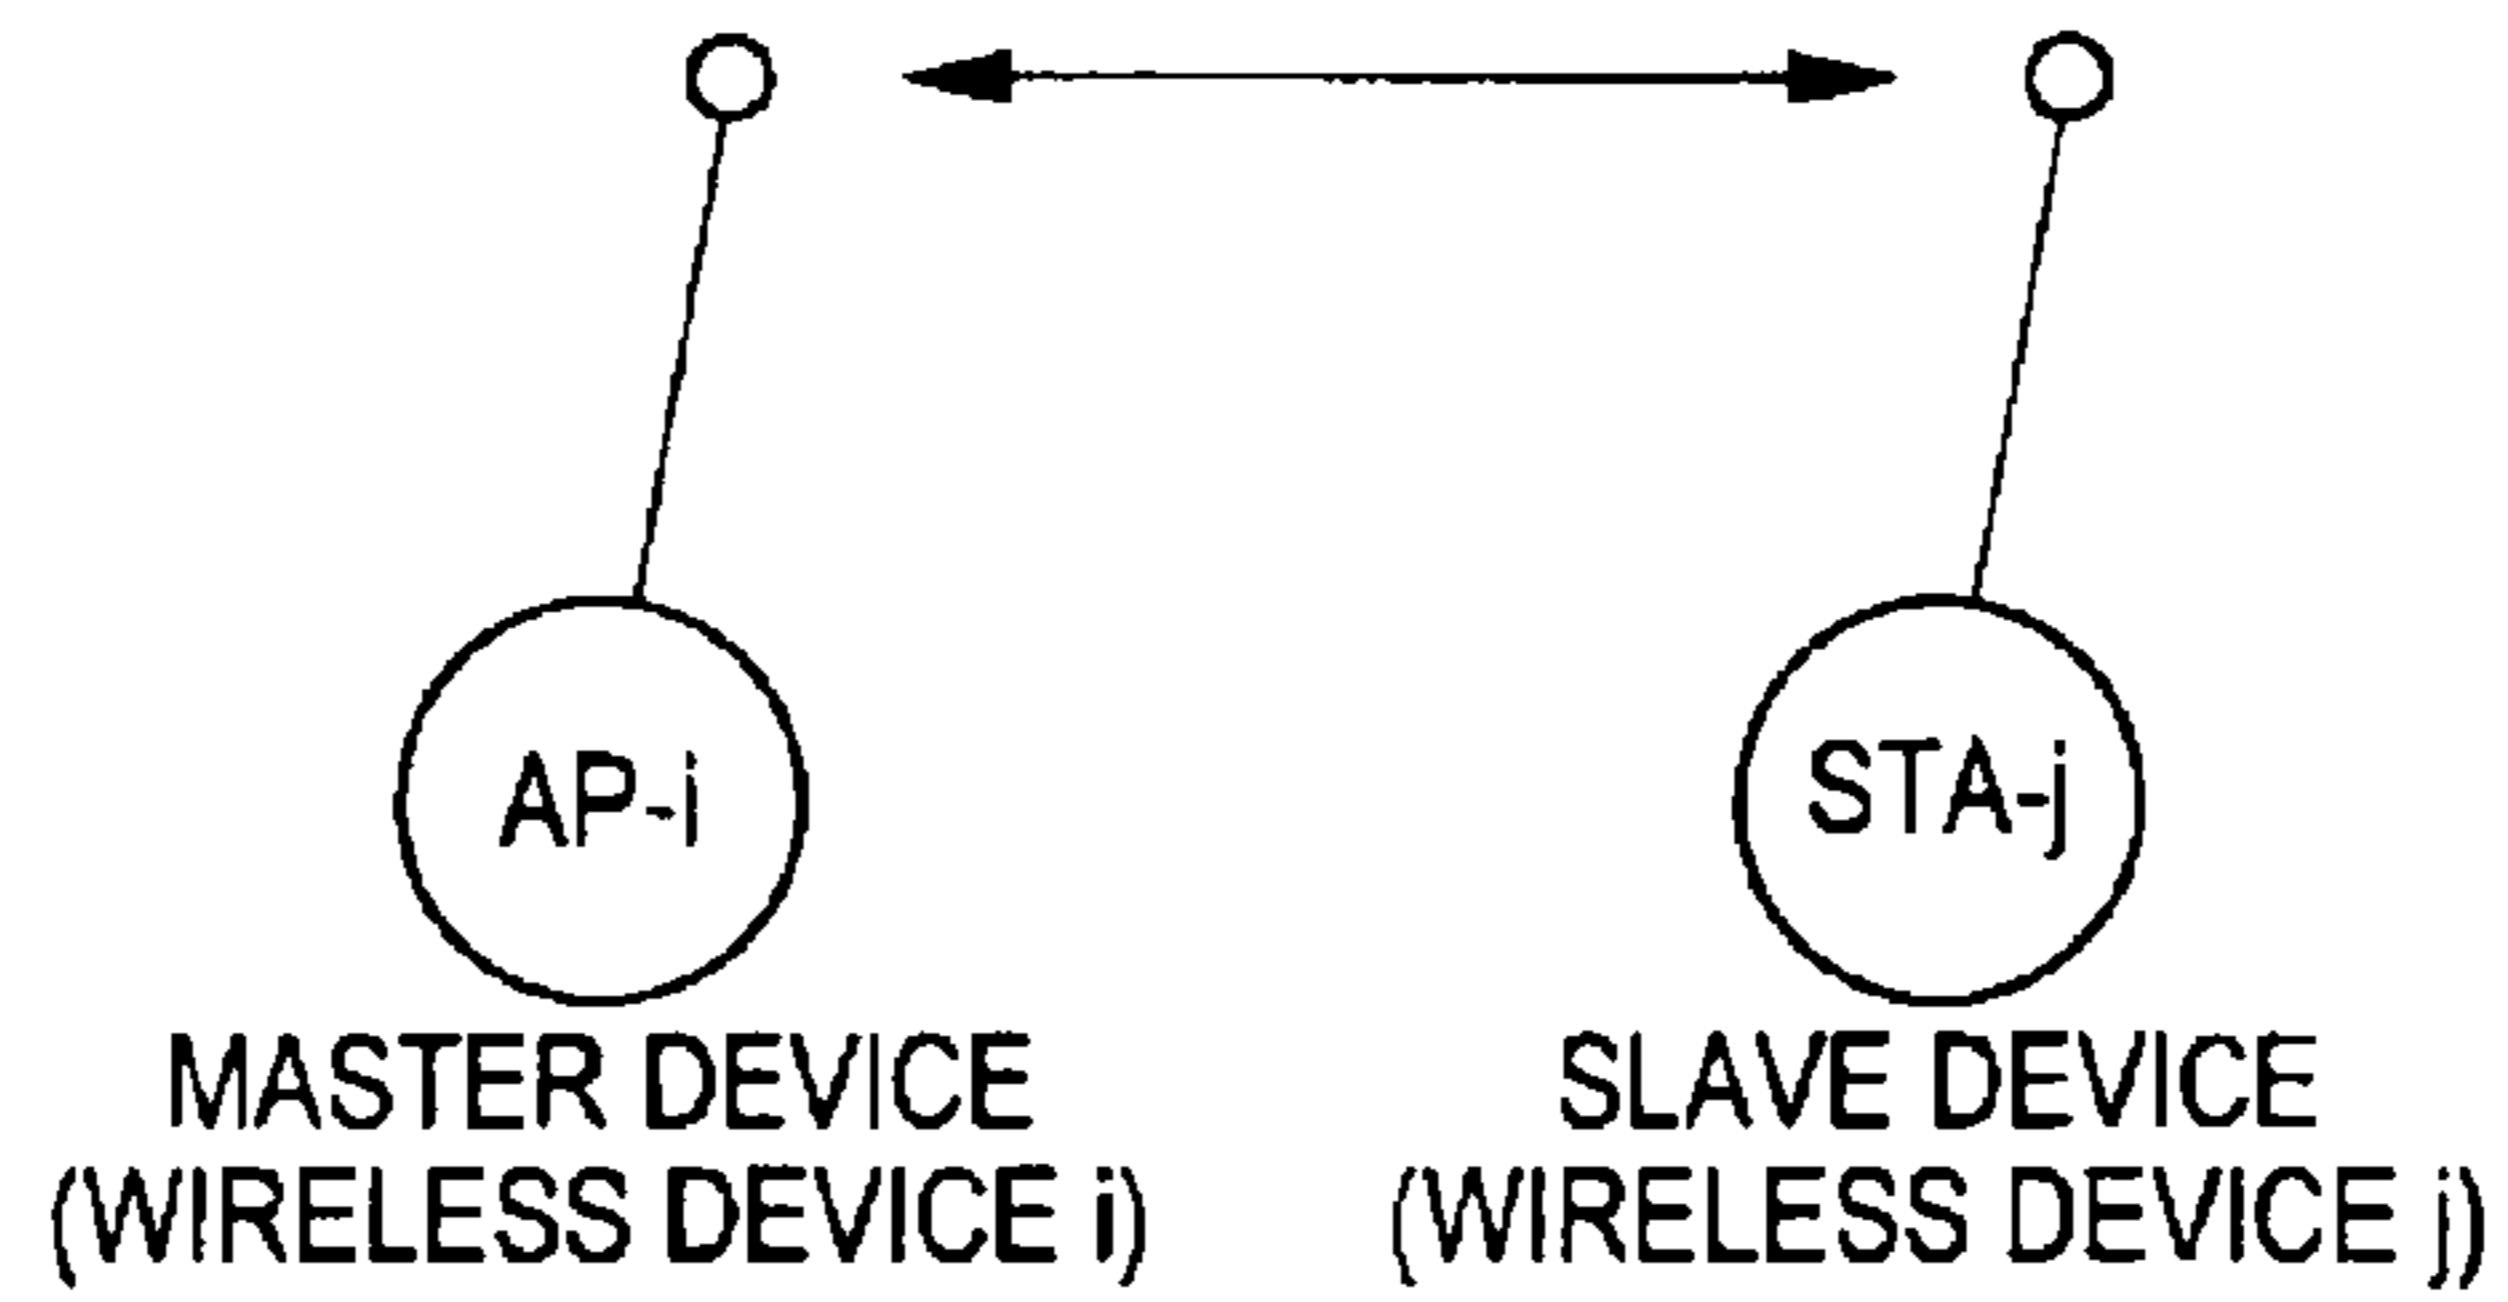 AP-i
STA-j
MASTER DEVICE
(WIRELESS DEVICE i)
SLAVE DEVICE
(WIRELESS DEVICE j)